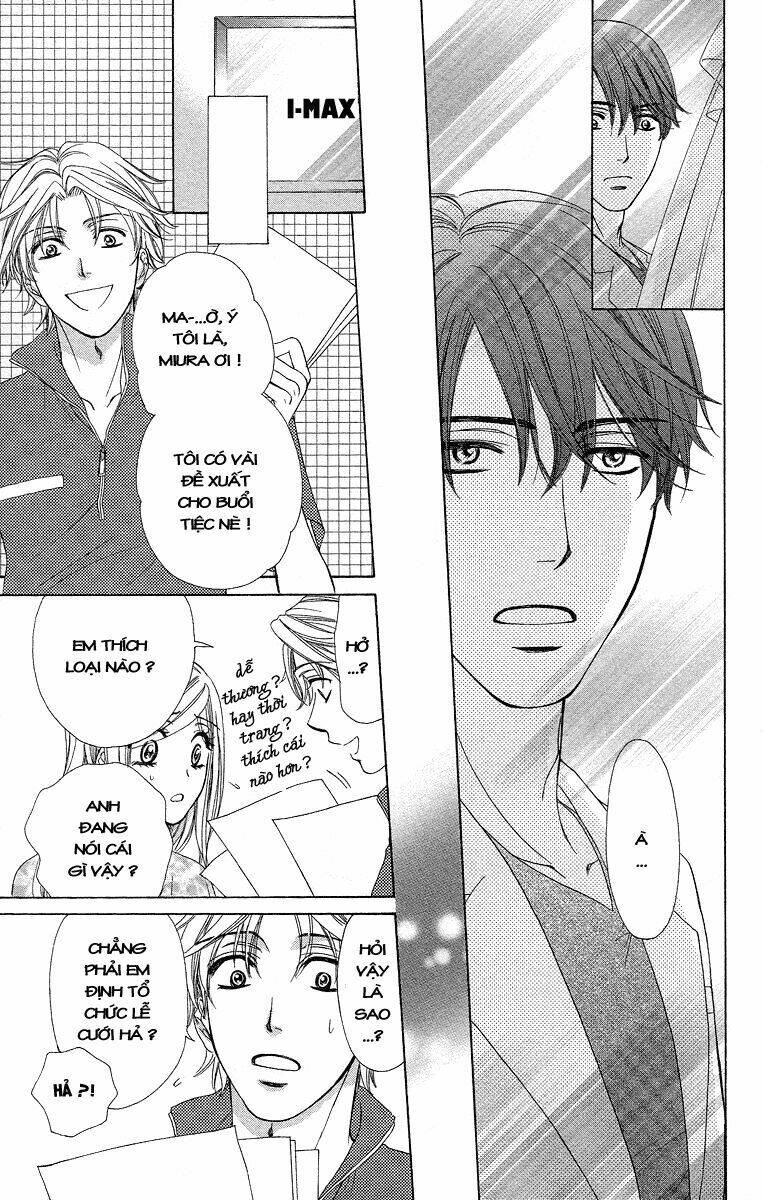 À
...
I-MAX
MA-...Ờ, Ý
TÔI LÀ,
MIURA ƠI !
TÔI CÓ VÀI
ĐỀ XUẤT
CHO BUỔI
TIỆC NÈ !
HỞ
...?
dễ
thương?
hay thời
trang?
thích cái
nào hơn?
EM THÍCH
LOẠI NÀO ?
ANH
ĐANG
NÓI CÁI
GÌ VẬY ?
HỎI
VẬY
LÀ
SAO
...?
CHẲNG
PHẢI EM
ĐỊNH TỔ
CHỨC LỄ
CƯỚI HẢ ?
HẢ ?!